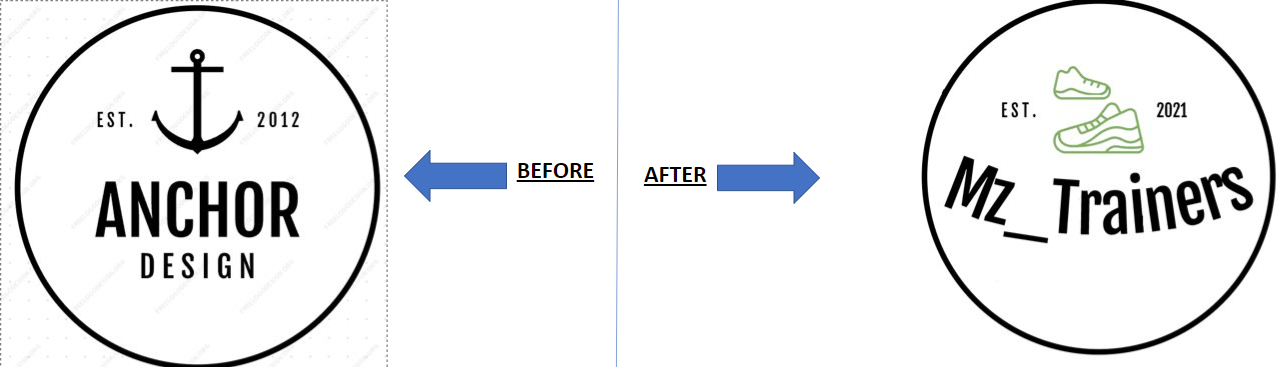 EST. 2012
ANCHOR
DESIGN
BEFORE
AFTER
EST. 2021
Mz_Trainers